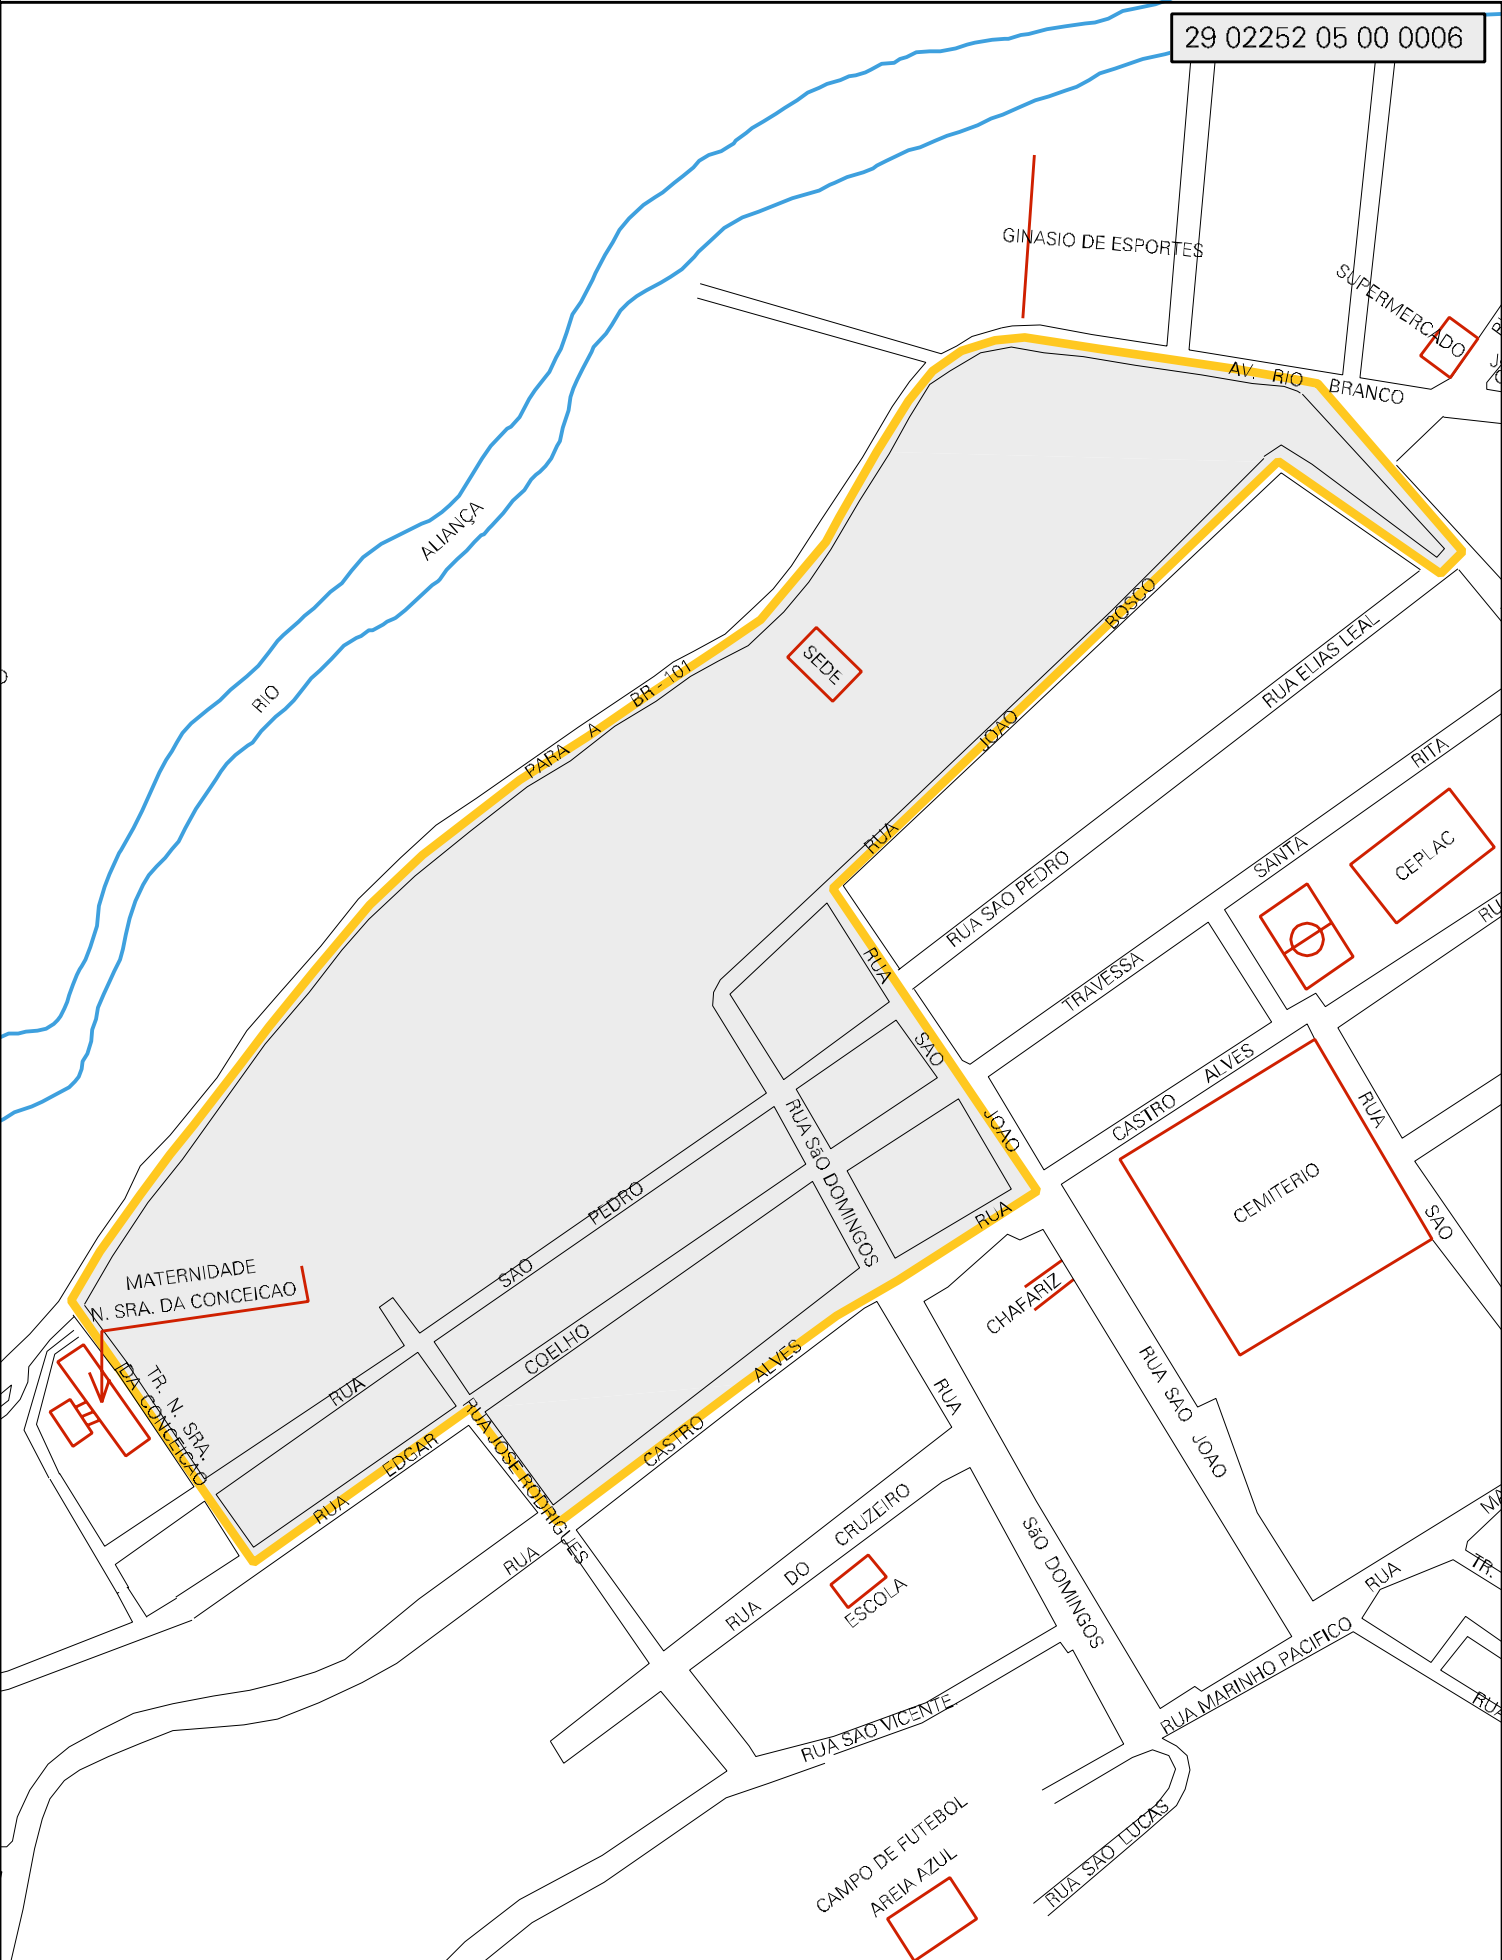 29 02252 05 00 0006
GINASIO DE ESPORTES
SUPERMERCADO
AV. RIO BRANCO
ALIANÇA
RIO
PARA A BR - 101
SEDE
RUA JOAO BOSCO
RUA ELIAS LEAL
RUA SAO PEDRO
TRAVESSA SANTA RITA
CEPLAC
RU
RUA SAO JOAO
CASTRO ALVES
CEMITERIO
RUA SAO
RUA SãO DOMINGOS
RUA SAO PEDRO
MATERNIDADE
N. SRA. DA CONCEICAO
TR. N. SRA.
DA CONCEICAO
RUA EDGAR COELHO
RUA JOSE RODRIGUES
RUA CASTRO ALVES RUA
CHAFARIZ
RUA SAO JOAO
RUA SãO DOMINGOS
RUA DO CRUZEIRO
ESCOLA
RUA SAO VICENTE
RUA MARINHO PACIFICO
RUA
MA
TR.
RUA
RUA SAO LUCAS
CAMPO DE FUTEBOL
AREIA AZUL